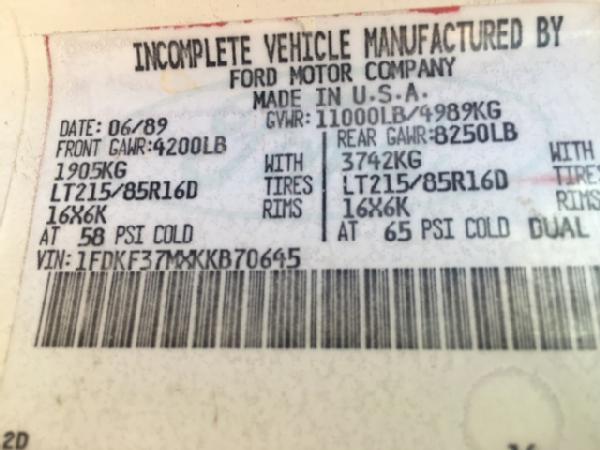 INCOMPLETE VEHICLE MANUFACTURED BY
FORD MOTOR COMPANY
MADE IN U.S.A.
DATE: 06/89
GVWR: 11000LB/4989KG
FRONT GAWR:4200LB
1905KG WITH
LT215/85R16D TIRES
16X6K RIMS
AT 58 PSI COLD
REAR GAWR:8250LB
3742KG WITH
LT215/85R16D TIRES
16X6K RIMS
AT 65 PSI COLD DUAL
VIN:1FDKF37MXKKB70645
2D